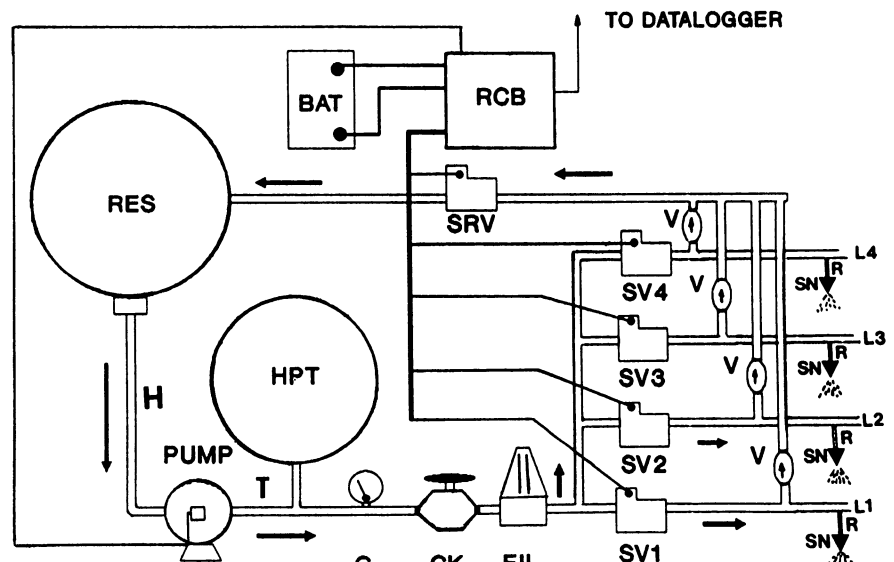 TO DATALOGGER
BAT
RCB
RES
SRV
V
L4
R
SN
SV4
V
L3
R
SN
SV3
HPT
V
H
L2
R
SN
SV2
PUMP
V
T
L1
R
SN
SV1